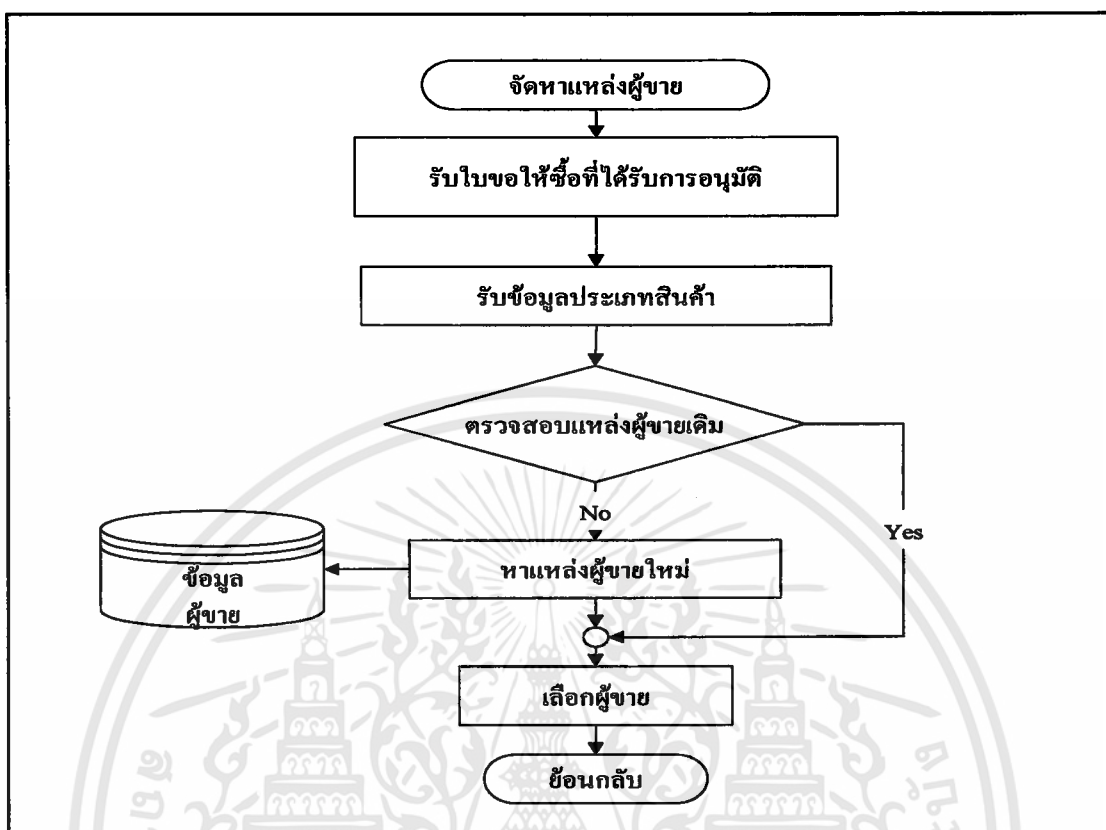 จัดหาแหล่งผู้ขาย
รับใบขอให้ซื้อที่ได้รับการอนุมัติ
รับข้อมูลประเภทสินค้า
ตรวจสอบแหล่งผู้ขายเดิม
No
Yes
หาแหล่งผู้ขายใหม่
ข้อมูล
ผู้ขาย
เลือกผู้ขาย
ย้อนกลับ